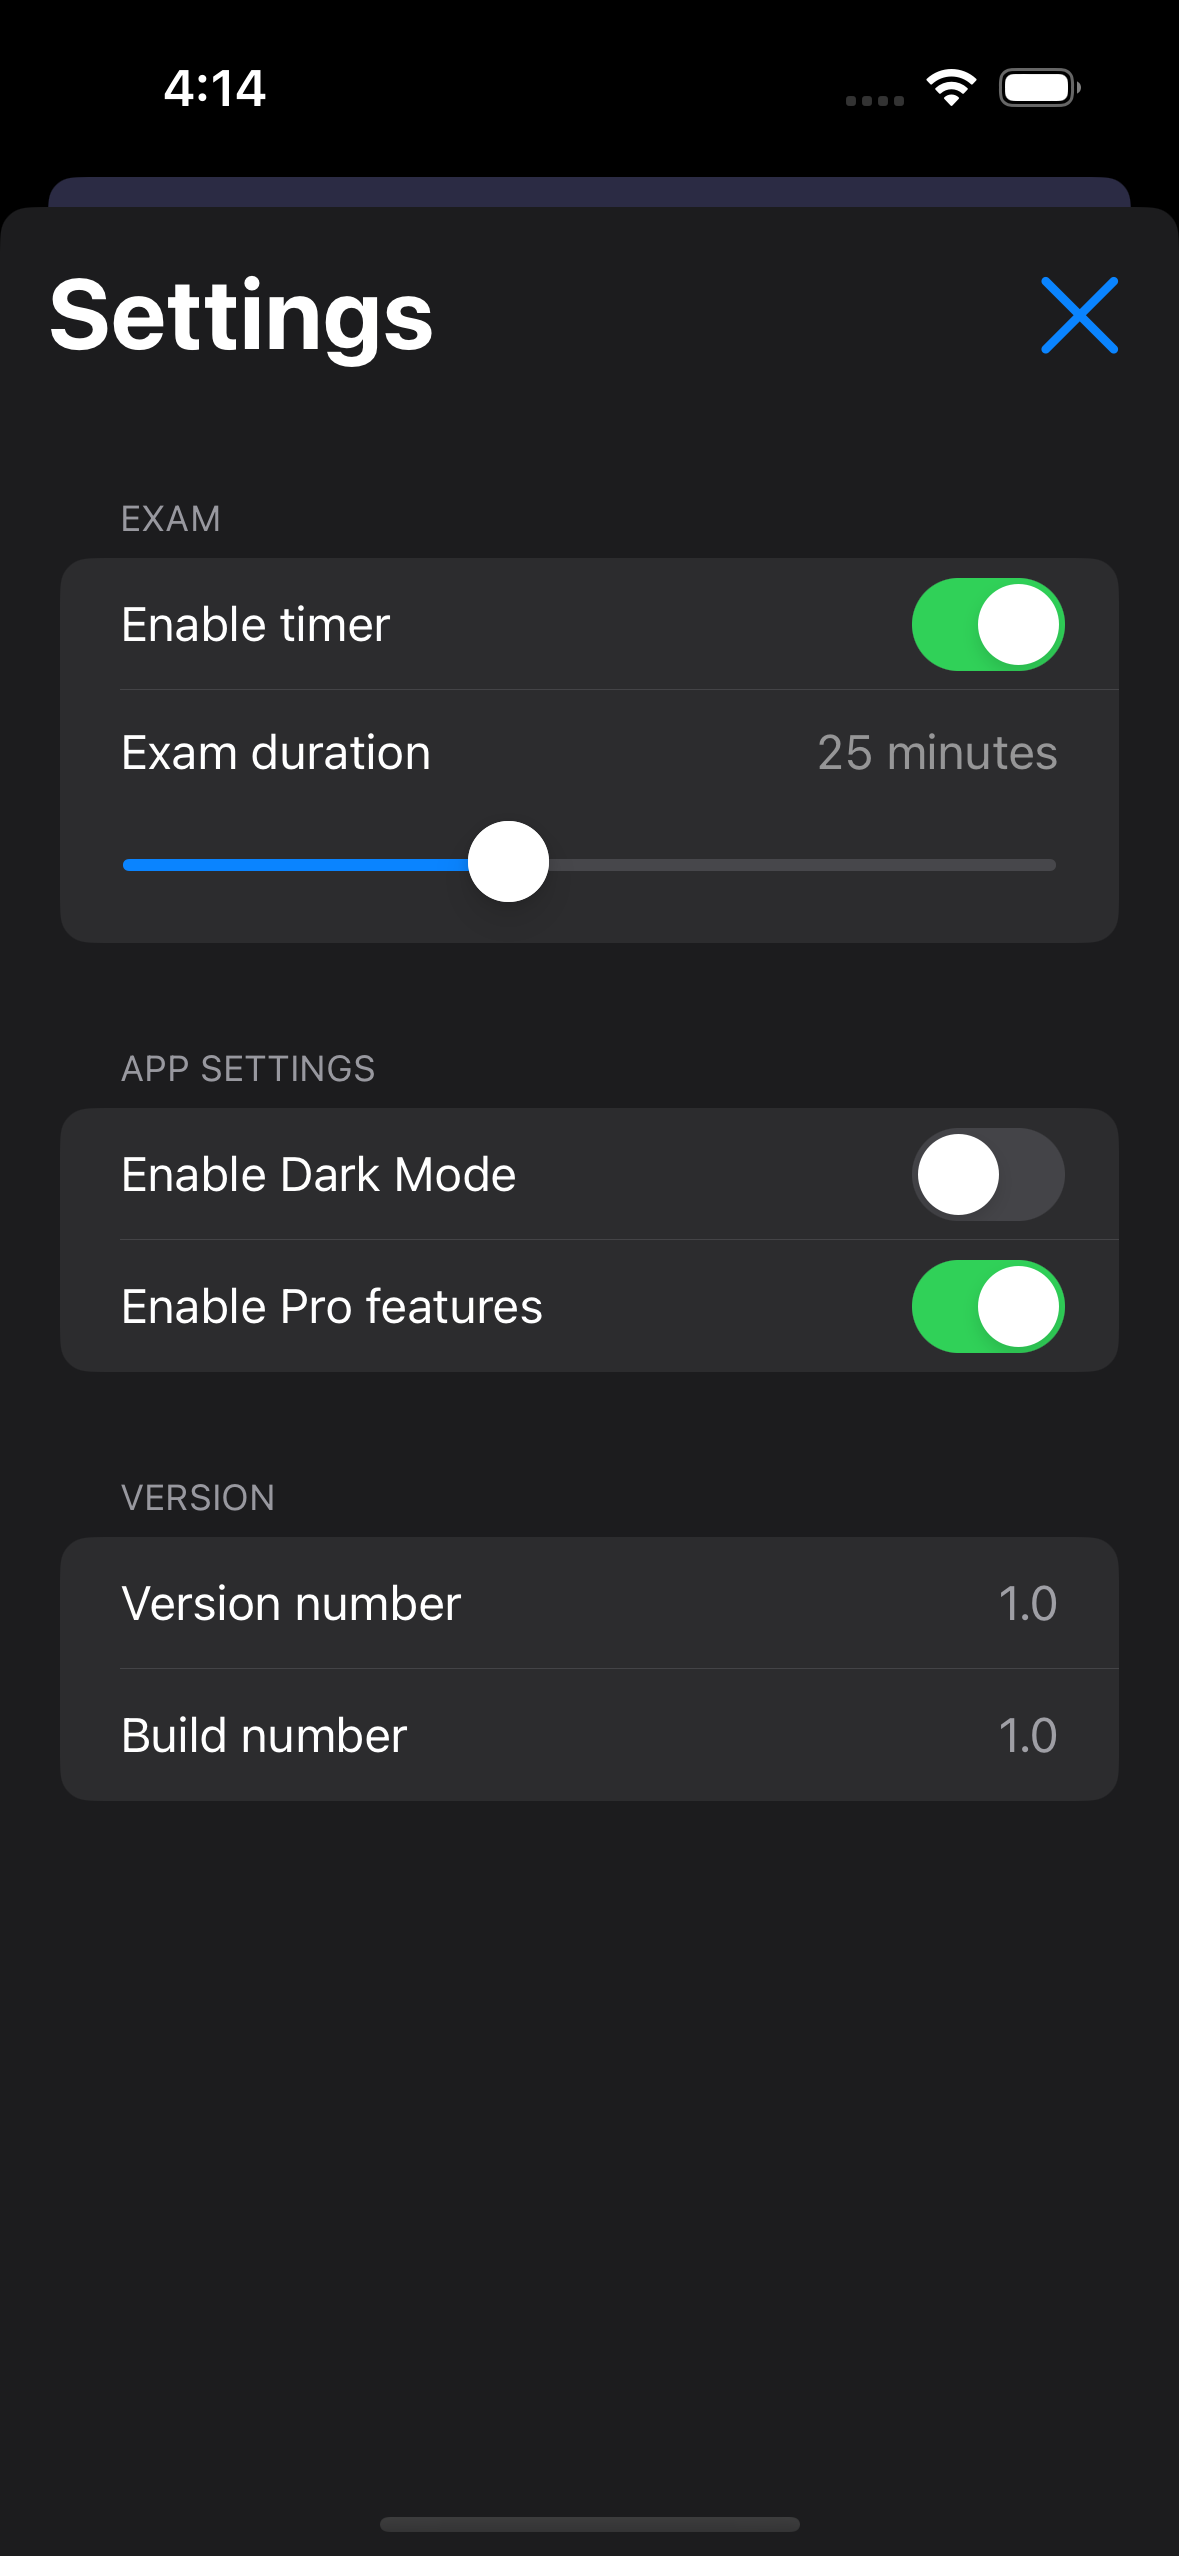 4:14
Settings
EXAM
Enable timer
Exam duration 25 minutes
APP SETTINGS
Enable Dark Mode
Enable Pro features
VERSION
Version number 1.0
Build number 1.0